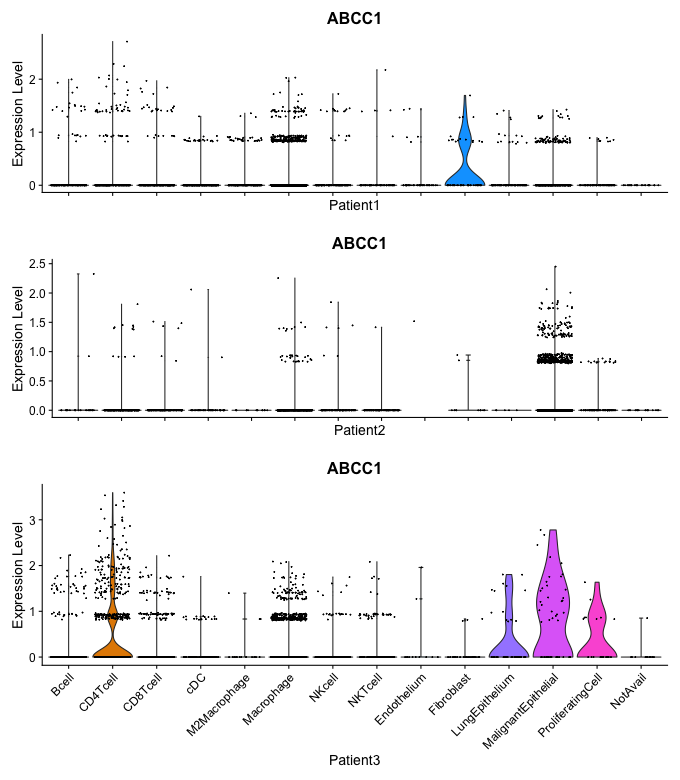 ABCC1
Expression Level
2
1
0
Patient1
ABCC1
Expression Level
2.5
2.0
1.5
1.0
0.5
0.0
Patient2
ABCC1
Expression Level
3
2
1
0
Bcell
CD4Tcell
CD8Tcell
cDC
M2Macrophage
Macrophage
NKcell
NKTcell
Endothelium
Fibroblast
LungEpithelium
MalignantEpithelial
ProliferatingCell
NotAvail
Patient3